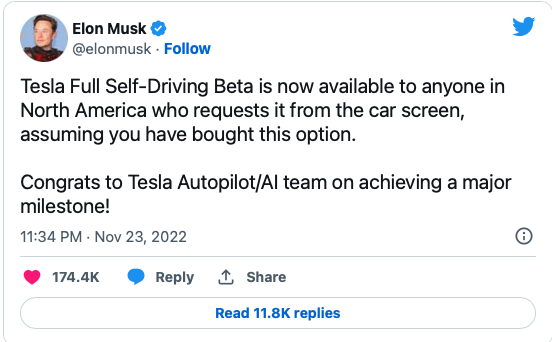 Elon Musk
@elonmusk · Follow
Tesla Full Self-Driving Beta is now available to anyone in
North America who requests it from the car screen,
assuming you have bought this option.
Congrats to Tesla Autopilot/AI team on achieving a major
milestone!
11:34 PM · Nov 23, 2022
174.4K Reply Share
Read 11.8K replies